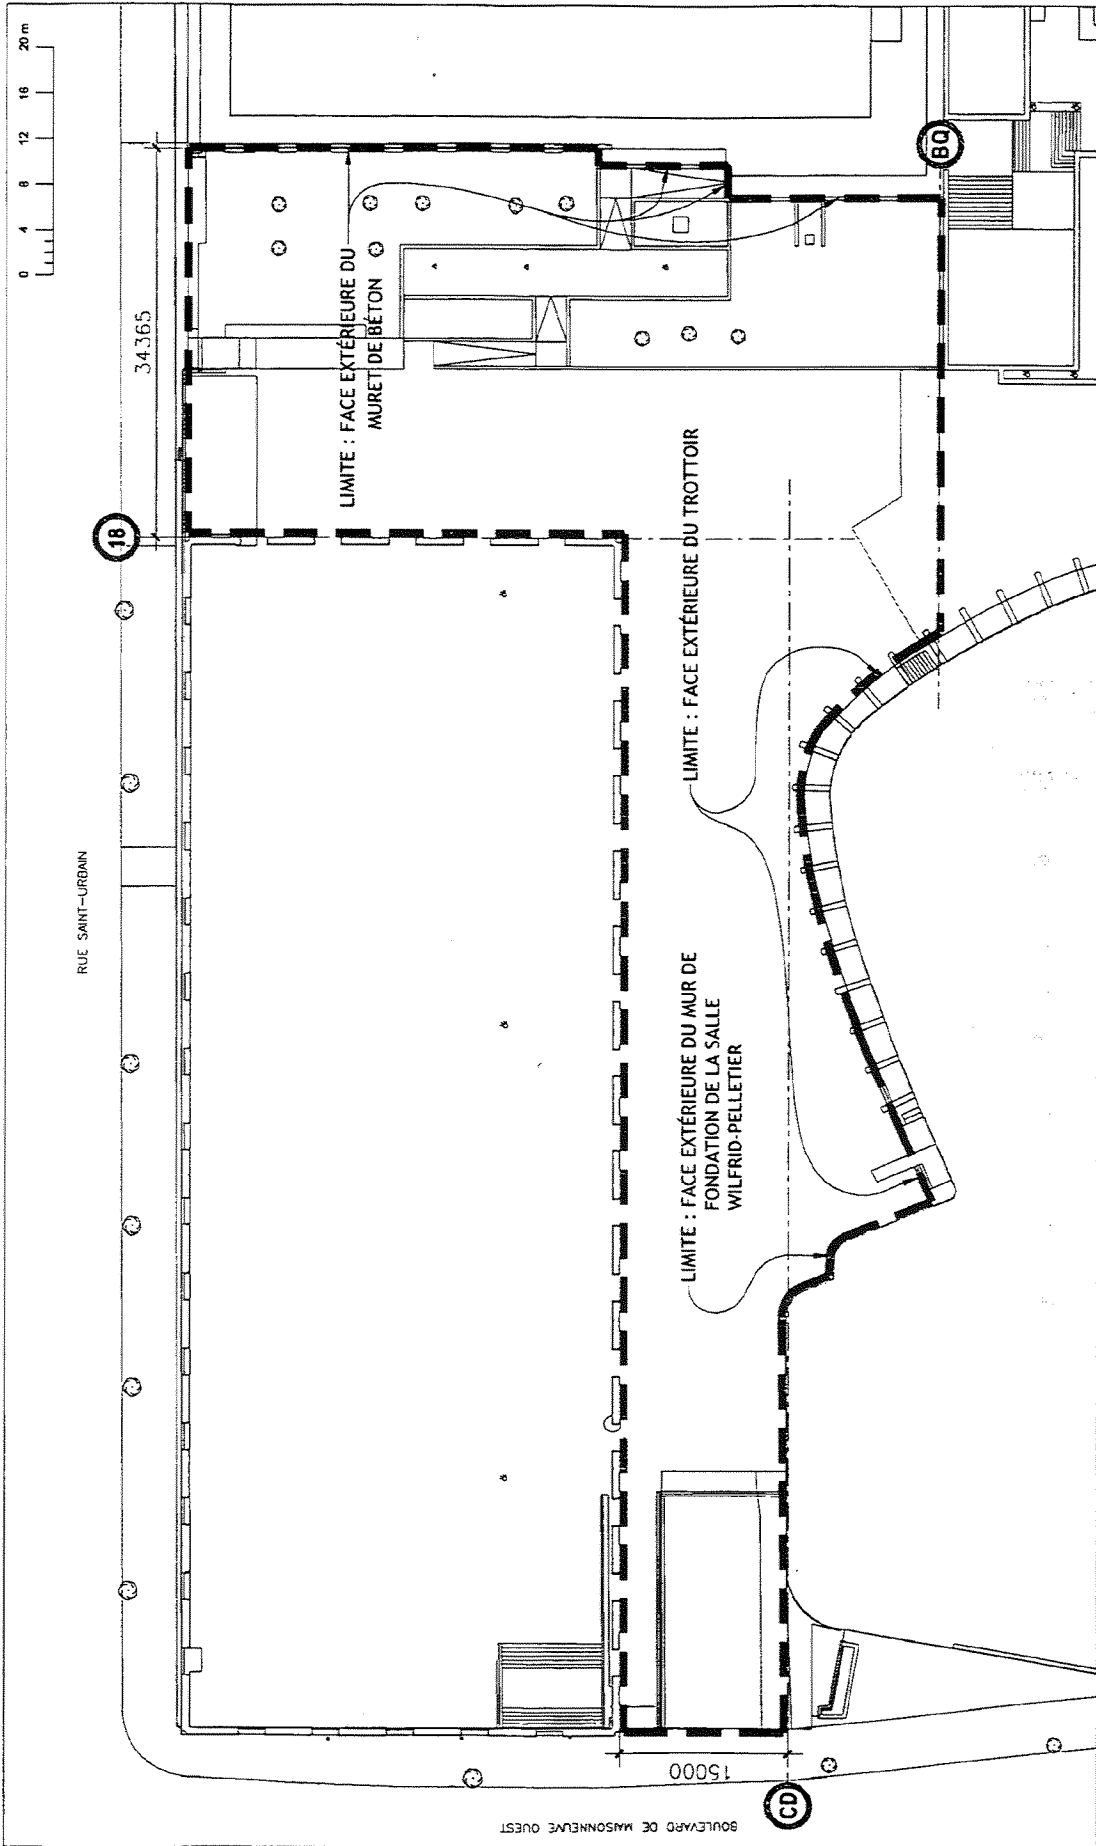 0 4 8 12 16 20 m
34365
18
RUE SAINT-URBAIN
LIMITE : FACE EXTÉRIEURE DU
MURET DE BÉTON
BQ
LIMITE : FACE EXTÉRIEURE DU TROTTOIR
LIMITE : FACE EXTÉRIEURE DU MUR DE
FONDATION DE LA SALLE
WILFRID-PELLETIER
15000
CD
BOULEVARD DE MAISONNEUVE OUEST